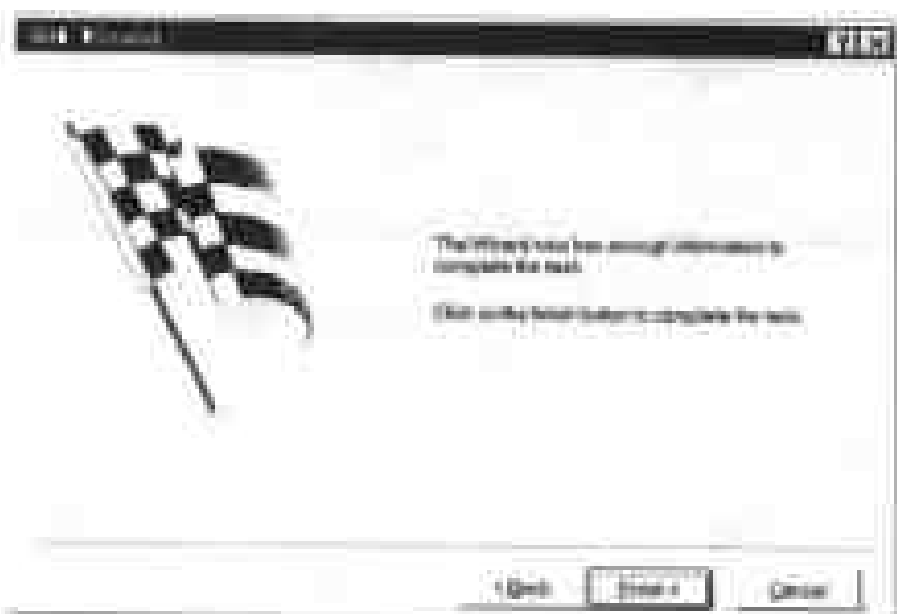 The Wizard now has enough information to
complete the task.
Click on the finish button to complete the task.
< Back
Finish
Cancel